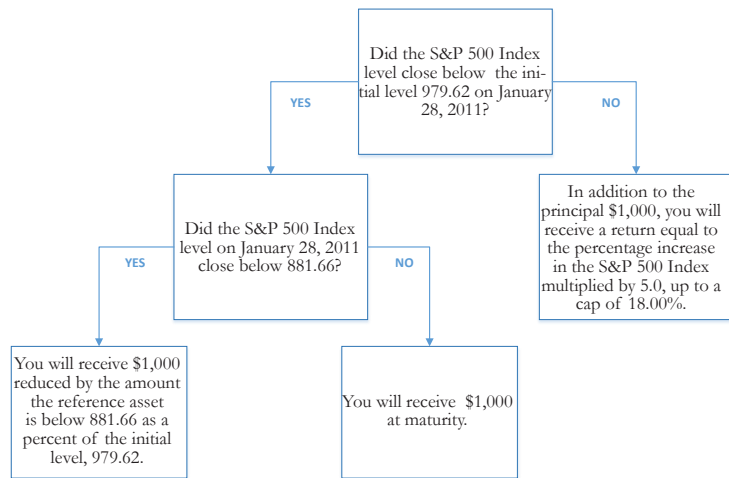 Did the S&P 500 Index
level close below the ini-
tial level 979.62 on January
28, 2011?
YES
NO
Did the S&P 500 Index
level on January 28, 2011
close below 881.66?
In addition to the
principal $1,000, you will
receive a return equal to
the percentage increase
in the S&P 500 Index
multiplied by 5.0, up to a
cap of 18.00%.
YES
NO
You will receive $1,000
reduced by the amount
the reference asset
is below 881.66 as a
percent of the initial
level, 979.62.
You will receive $1,000
at maturity.